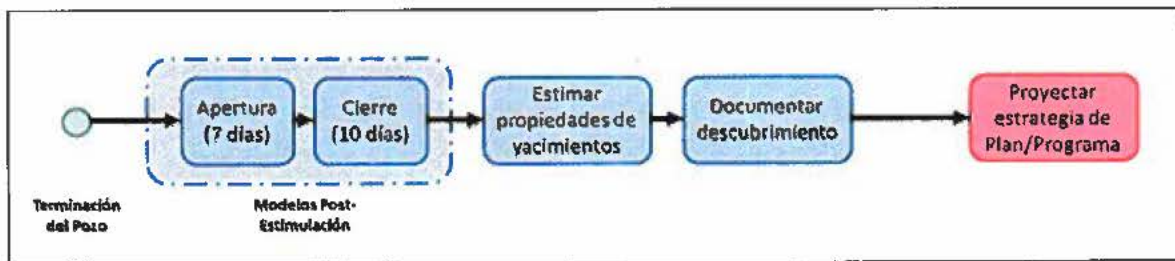 Apertura
(7 días)
Cierre
(10 días)
Estimar
propiedades de
yacimientos
Documentar
descubrimiento
Proyectar
estrategia de
Plan/Programa
Terminación
del Pozo
Modelos Post-
Estimulación